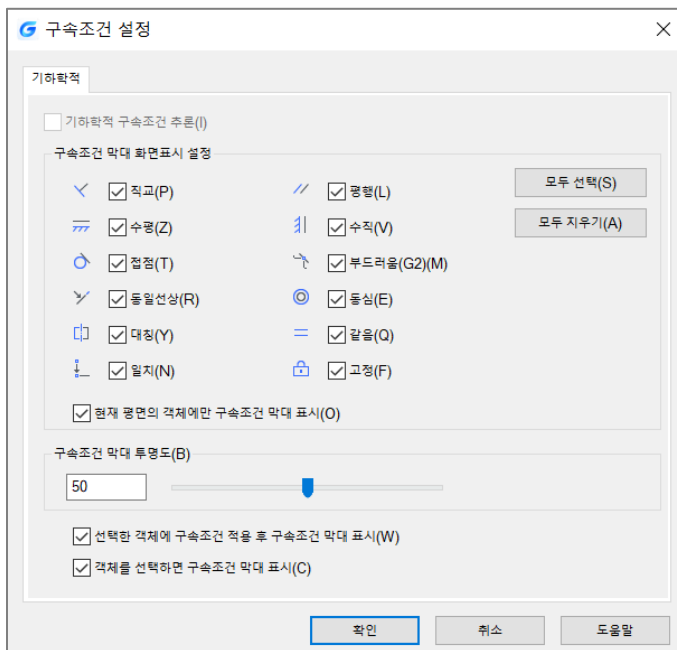 구속조건 설정
기하학적
기하학적 구속조건 추론(I)
구속조건 막대 화면표시 설정
직교(P) 평행(L) 모두 선택(S)
수평(Z) 수직(V) 모두 지우기(A)
접점(T) 부드러움(G2)(M)
동일선상(R) 동심(E)
대칭(Y) 같음(Q)
일치(N) 고정(F)
현재 평면의 객체에만 구속조건 막대 표시(O)
구속조건 막대 투명도(B)
50
선택한 객체에 구속조건 적용 후 구속조건 막대 표시(W)
객체를 선택하면 구속조건 막대 표시(C)
확인 취소 도움말